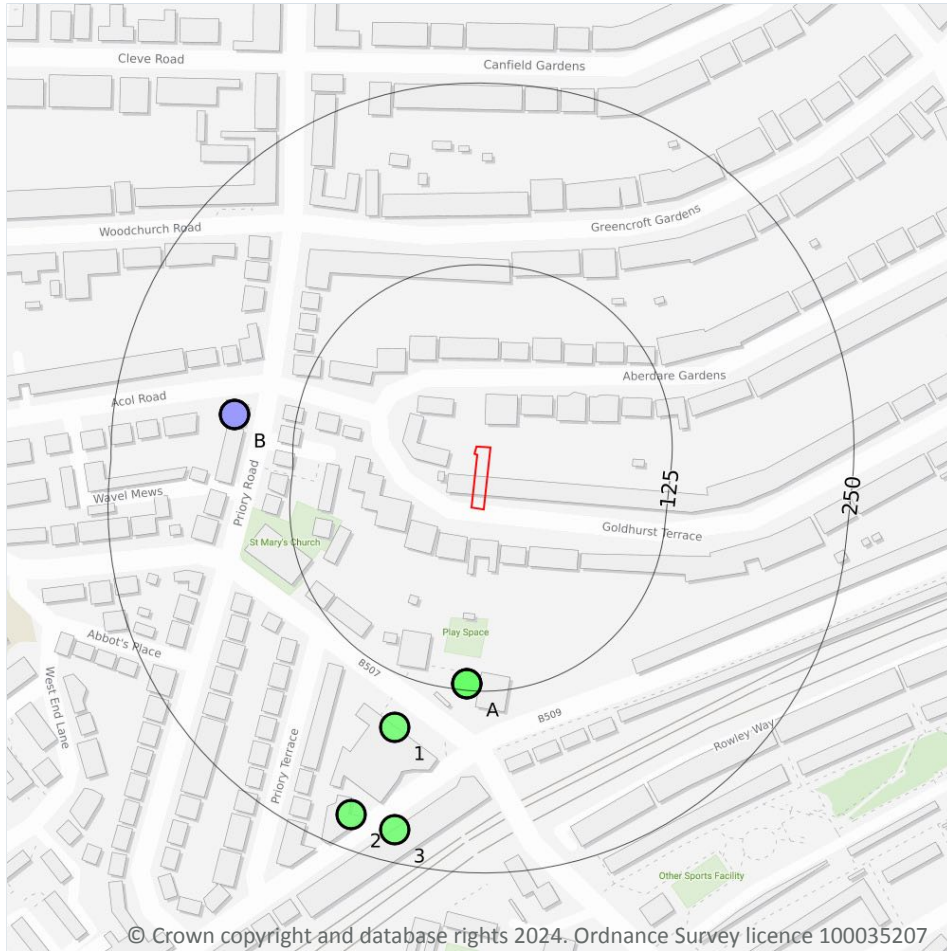 Cleve Road
Canfield Gardens
Woodchurch Road
Greencroft Gardens
Aberdare Gardens
Acol Road
B
Priory Road
Wavel Mews
125
250
Goldhurst Terrace
St Mary's Church
Abbot's Place
Play Space
West End Lane
B507
A
B509
1
Rowley Way
Priory Terrace
2
3
Other Sports Facility
© Crown copyright and database rights 2024. Ordnance Survey licence 100035207.